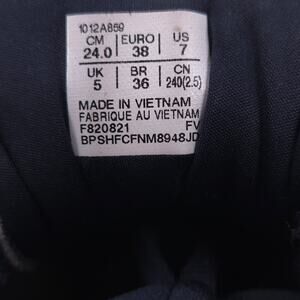 1012A859
CM EURO US
24.0 38 7
UK BR CN
5 36 240(2.5)
MADE IN VIETNAM
FABRIQUE AU VIETNAM
F820821 FV
BPSHFCFNM8948JD